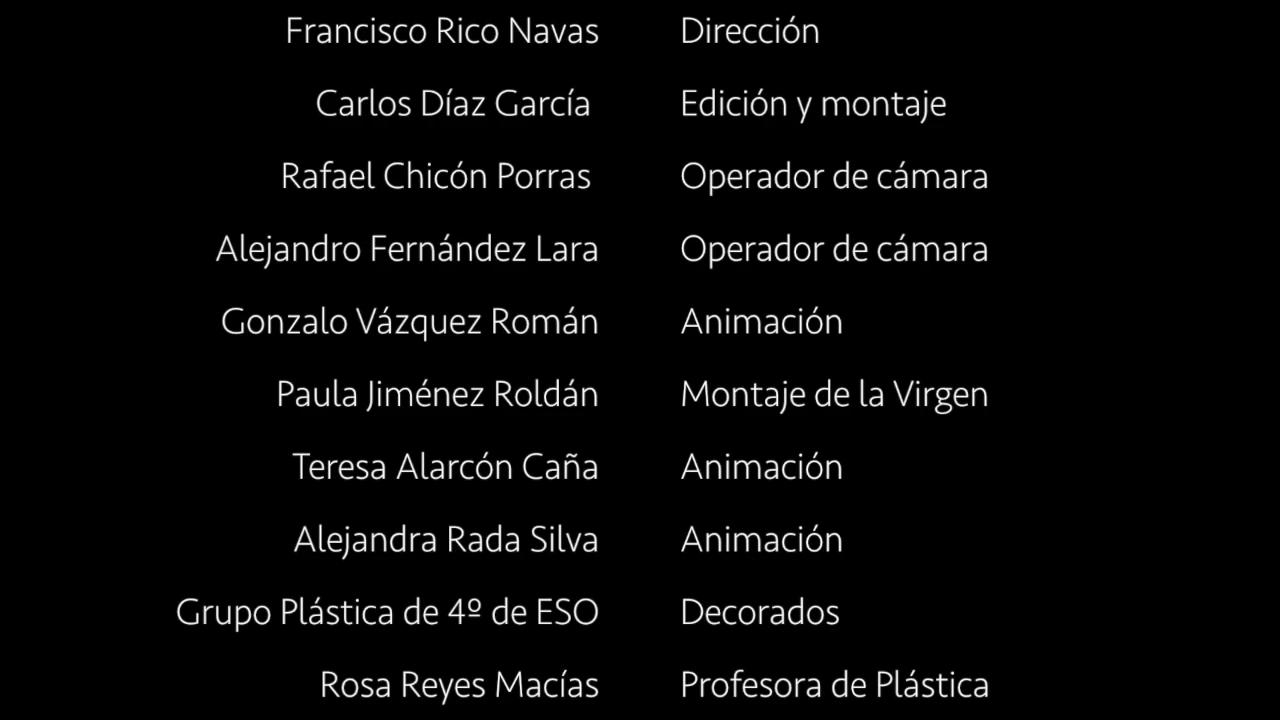 Francisco Rico Navas Dirección
Carlos Díaz García Edición y montaje
Rafael Chicón Porras Operador de cámara
Alejandro Fernández Lara Operador de cámara
Gonzalo Vázquez Román Animación
Paula Jiménez Roldán Montaje de la Virgen
Teresa Alarcón Caña Animación
Alejandra Rada Silva Animación
Grupo Plástica de 4º de ESO Decorados
Rosa Reyes Macías Profesora de Plástica